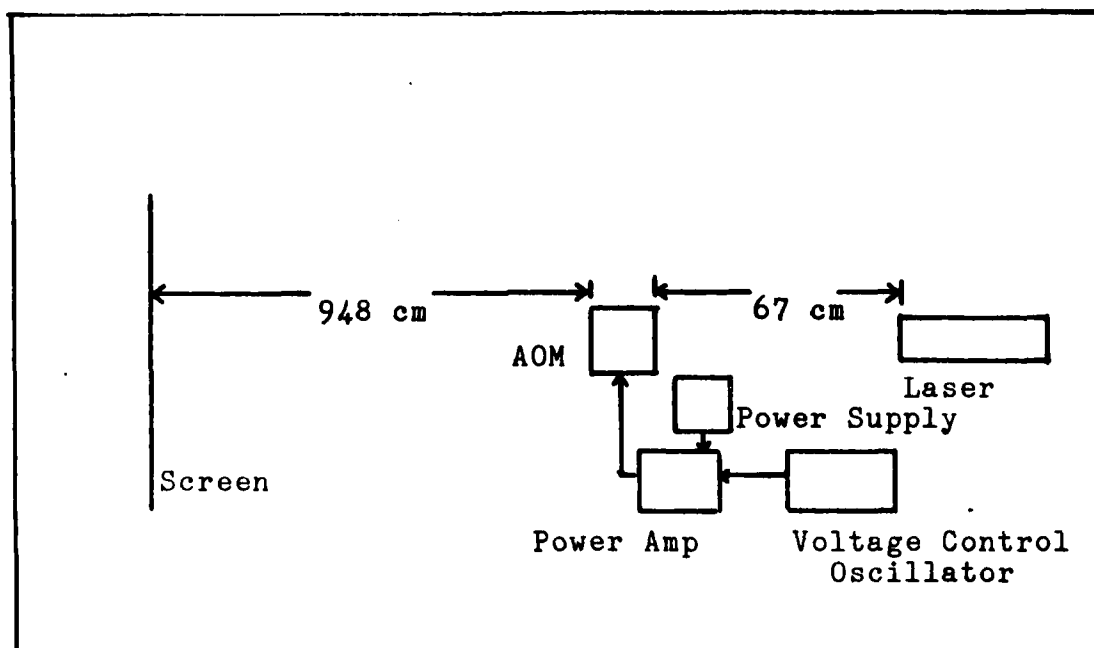 948 cm
67 cm
AOM
Laser
Power Supply
Screen
Power Amp
Voltage Control
Oscillator